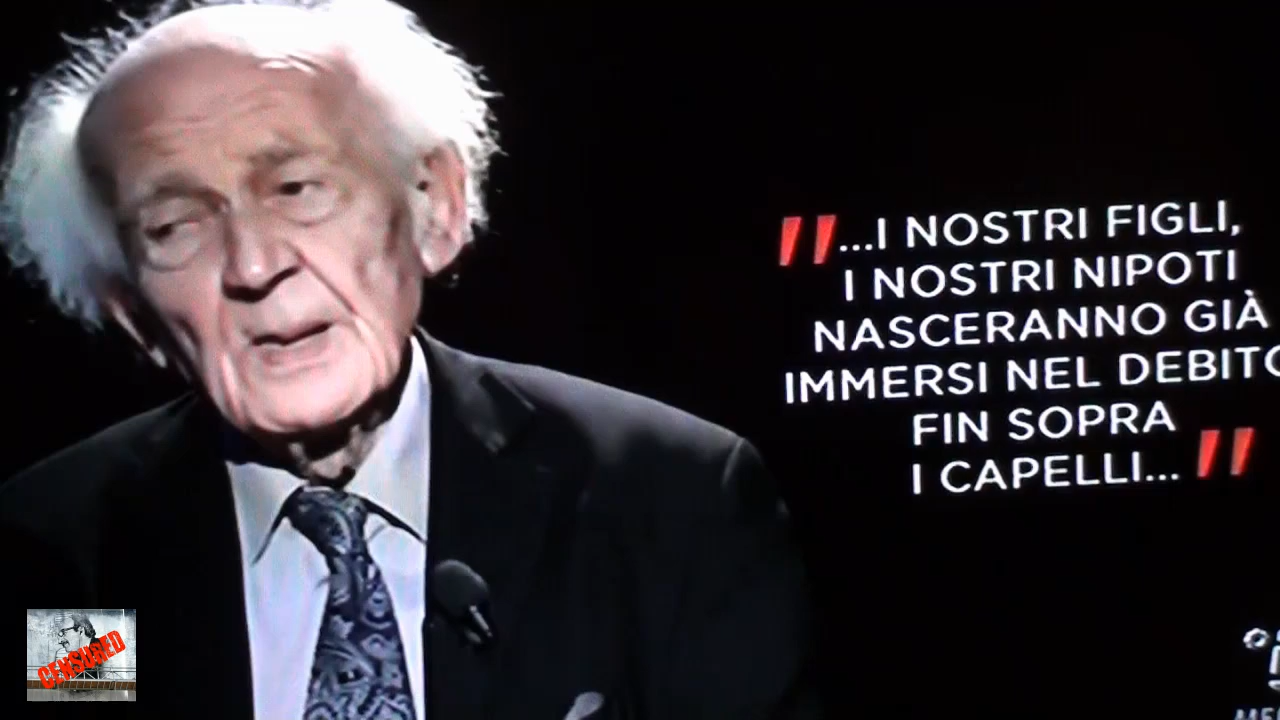 "...I NOSTRI FIGLI,
I NOSTRI NIPOTI
NASCERANNO GIÀ
IMMERSI NEL DEBITO
FIN SOPRA
I CAPELLI..."
CENSURED